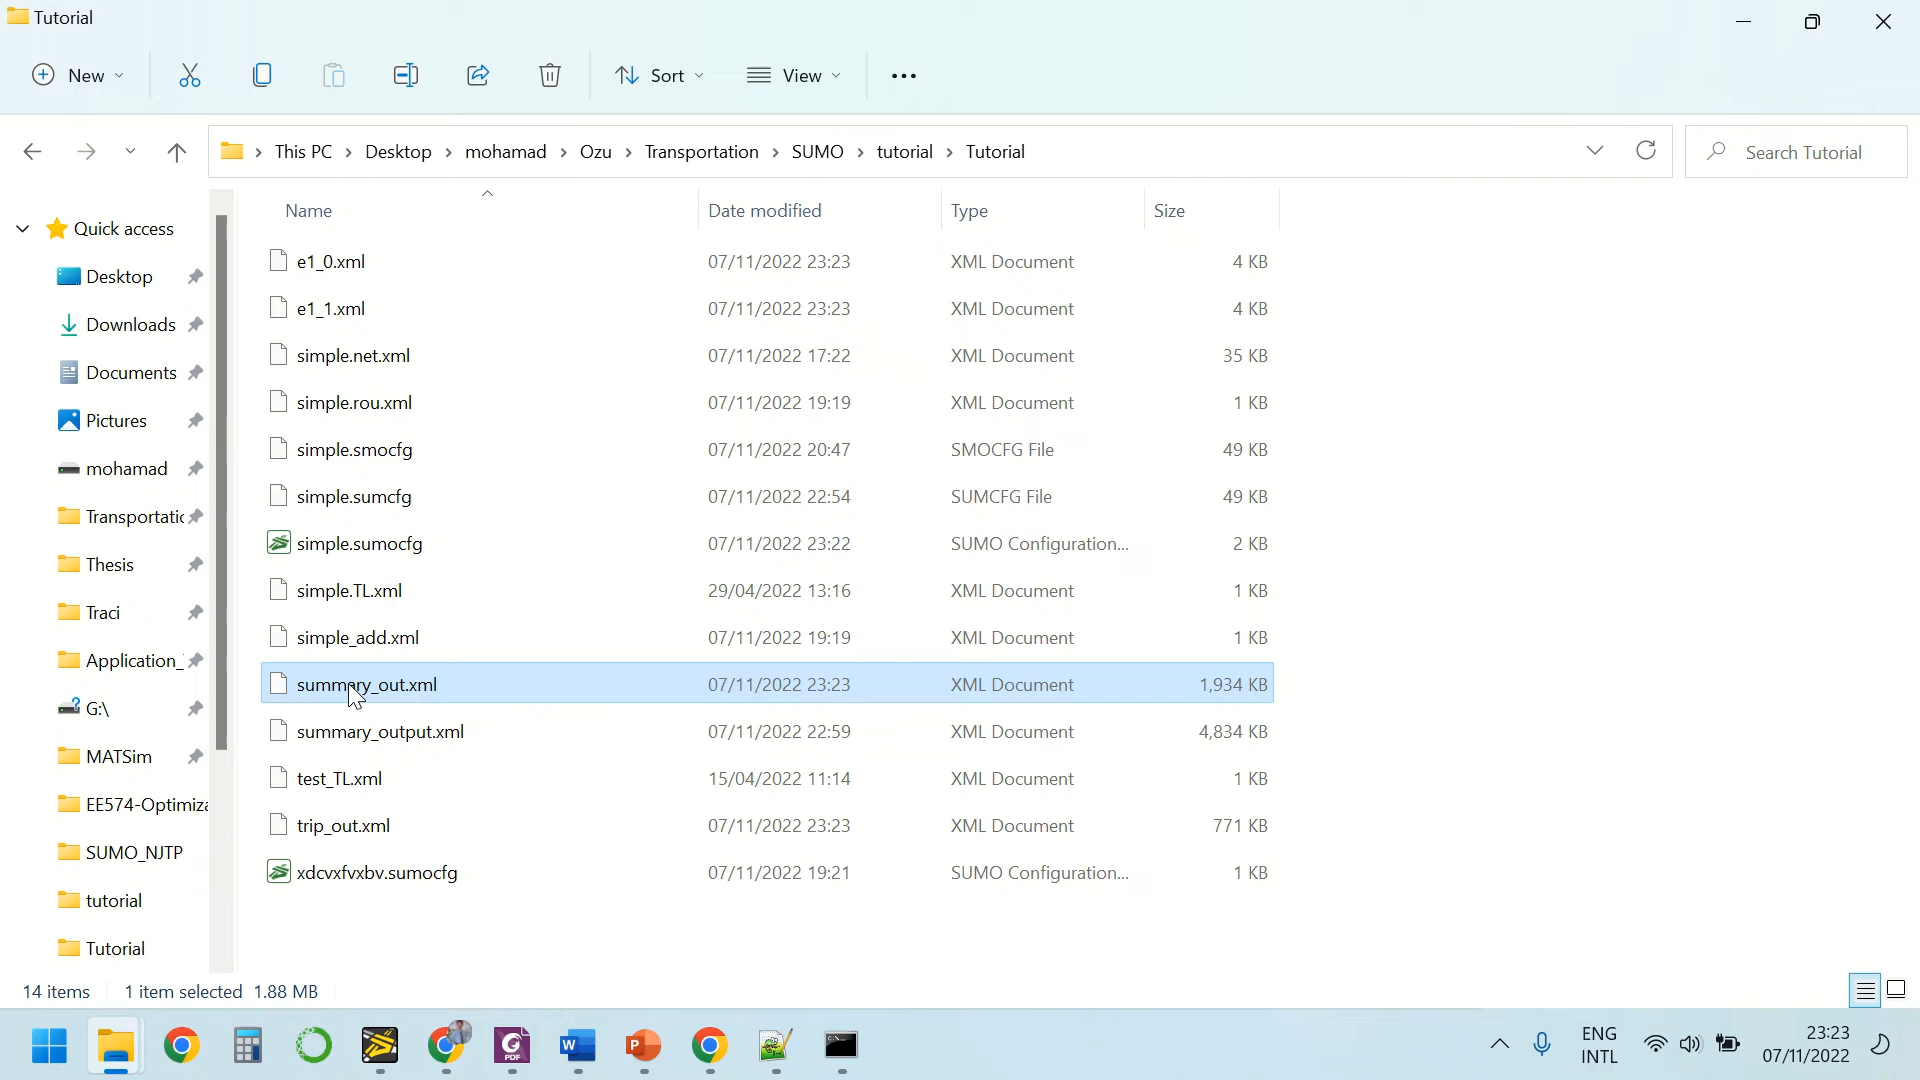 Tutorial
New
Sort
View
This PC > Desktop > mohamad > Ozu > Transportation > SUMO > tutorial > Tutorial
Search Tutorial
Quick access
Desktop
Downloads
Documents
Pictures
mohamad
Transportatic
Thesis
Traci
Application_
G:\
MATSim
EE574-Optimiza
SUMO_NJTP
tutorial
Tutorial
Name Date modified Type Size
e1_0.xml 07/11/2022 23:23 XML Document 4 KB
e1_1.xml 07/11/2022 23:23 XML Document 4 KB
simple.net.xml 07/11/2022 17:22 XML Document 35 KB
simple.rou.xml 07/11/2022 19:19 XML Document 1 KB
simple.smocfg 07/11/2022 20:47 SMOCFG File 49 KB
simple.sumcfg 07/11/2022 22:54 SUMCFG File 49 KB
simple.sumocfg 07/11/2022 23:22 SUMO Configuration... 2 KB
simple.TL.xml 29/04/2022 13:16 XML Document 1 KB
simple_add.xml 07/11/2022 19:19 XML Document 1 KB
summary_out.xml 07/11/2022 23:23 XML Document 1,934 KB
summary_output.xml 07/11/2022 22:59 XML Document 4,834 KB
test_TL.xml 15/04/2022 11:14 XML Document 1 KB
trip_out.xml 07/11/2022 23:23 XML Document 771 KB
xdcvxfvxbv.sumocfg 07/11/2022 19:21 SUMO Configuration... 1 KB
14 items 1 item selected 1.88 MB
PDF
W
P
ENG
INTL
23:23
07/11/2022